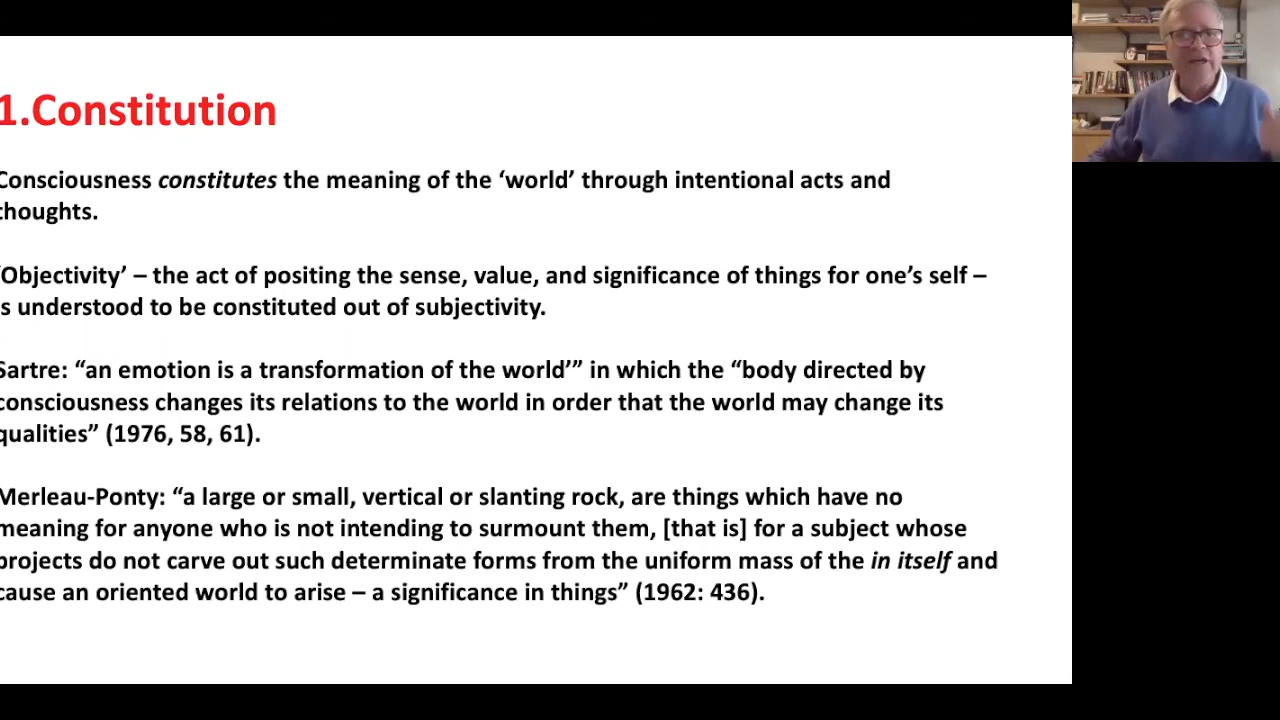 1.Constitution
Consciousness constitutes the meaning of the ‘world’ through intentional acts and
thoughts.
‘Objectivity’ – the act of positing the sense, value, and significance of things for one’s self –
is understood to be constituted out of subjectivity.
Sartre: “an emotion is a transformation of the world’” in which the “body directed by
consciousness changes its relations to the world in order that the world may change its
qualities” (1976, 58, 61).
Merleau-Ponty: “a large or small, vertical or slanting rock, are things which have no
meaning for anyone who is not intending to surmount them, [that is] for a subject whose
projects do not carve out such determinate forms from the uniform mass of the in itself and
cause an oriented world to arise – a significance in things” (1962: 436).